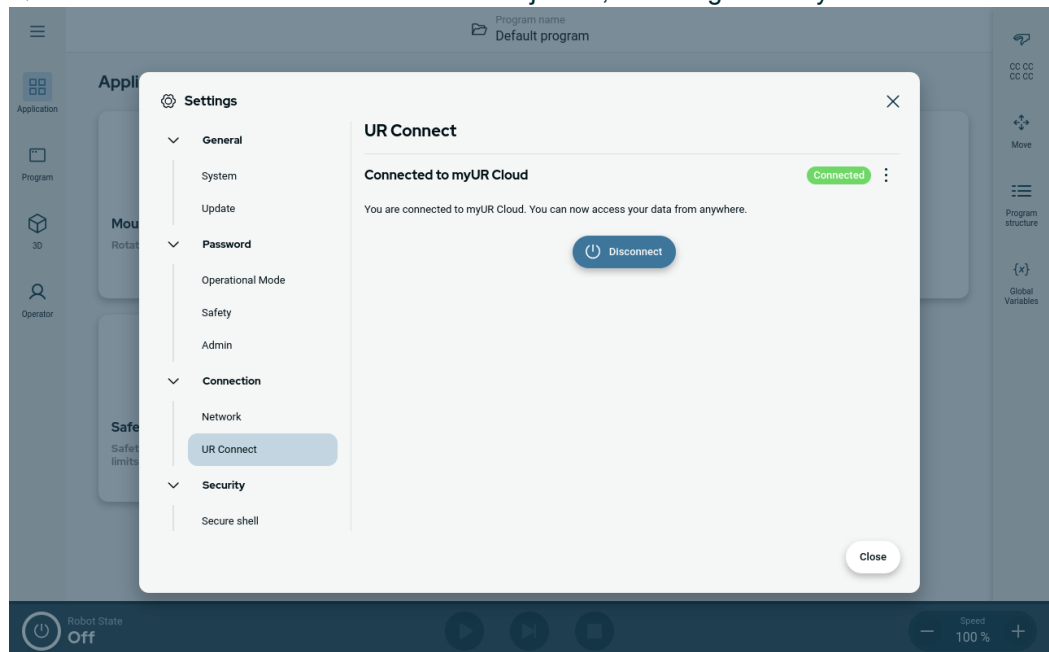 Program name
Default program
Application
Program
3D
Operator
Appli
Mou
Rotat
Safe
Safet
limits
Settings
General
System
Update
Password
Operational Mode
Safety
Admin
Connection
Network
UR Connect
Security
Secure shell
UR Connect
Connected to myUR Cloud
Connected
You are connected to myUR Cloud. You can now access your data from anywhere.
Disconnect
Close
CC CC
CC CC
Move
Program
structure
{x}
Global
Variables
Robot State
Off
Speed
100 %